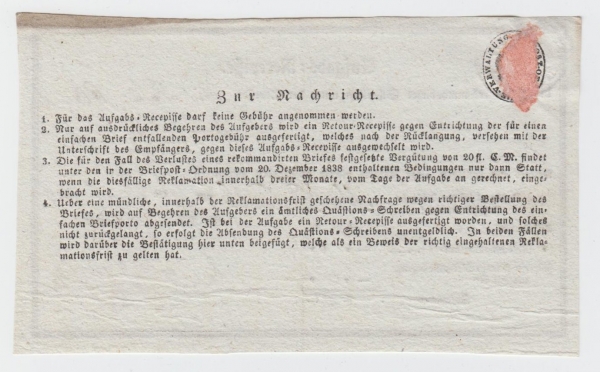 Zur Nachricht.
1. Für das Aufgabs-Recepisse darf keine Gebühr angenommen werden.
2. Nur auf ausdrückliches Begehren des Aufgebers wird ein Retour-Recepisse gegen Entrichtung der für einen
einfachen Brief entfallenden Portogebühr ausgefertigt, welches nach der Rücklangung, versehen mit der
Unterschrift des Empfängers, gegen dieses Aufgabs-Recepisse ausgewechselt wird.
3. Die für den Fall des Verlustes eines rekommandirten Briefes festgesetzte Vergütung von 20 fl. C. M. findet
unter den in der Briefpost-Ordnung vom 20. Dezember 1838 enthaltenen Bedingungen nur dann Statt,
wenn die diesfällige Reklamation innerhalb dreier Monate, vom Tage der Aufgabe an gerechnet, einge-
bracht wird.
4. Ueber eine mündliche, innerhalb der Reklamationsfrist geschehene Nachfrage wegen richtiger Bestellung des
Briefes, wird auf Begehren des Aufgebers ein ämtliches Quästions-Schreiben gegen Entrichtung des ein-
fachen Briefporto abgesendet. Ist bei der Aufgabe ein Retour-Recepisse ausgefertigt worden, und solches
nicht zurückgelangt, so erfolgt die Absendung des Quästions-Schreibens unentgeldlich. In beiden Fällen
wird darüber die Bestätigung hier unten beigefügt, welche als ein Beweis der richtig eingehaltenen Rekla-
mationsfrist zu gelten hat.